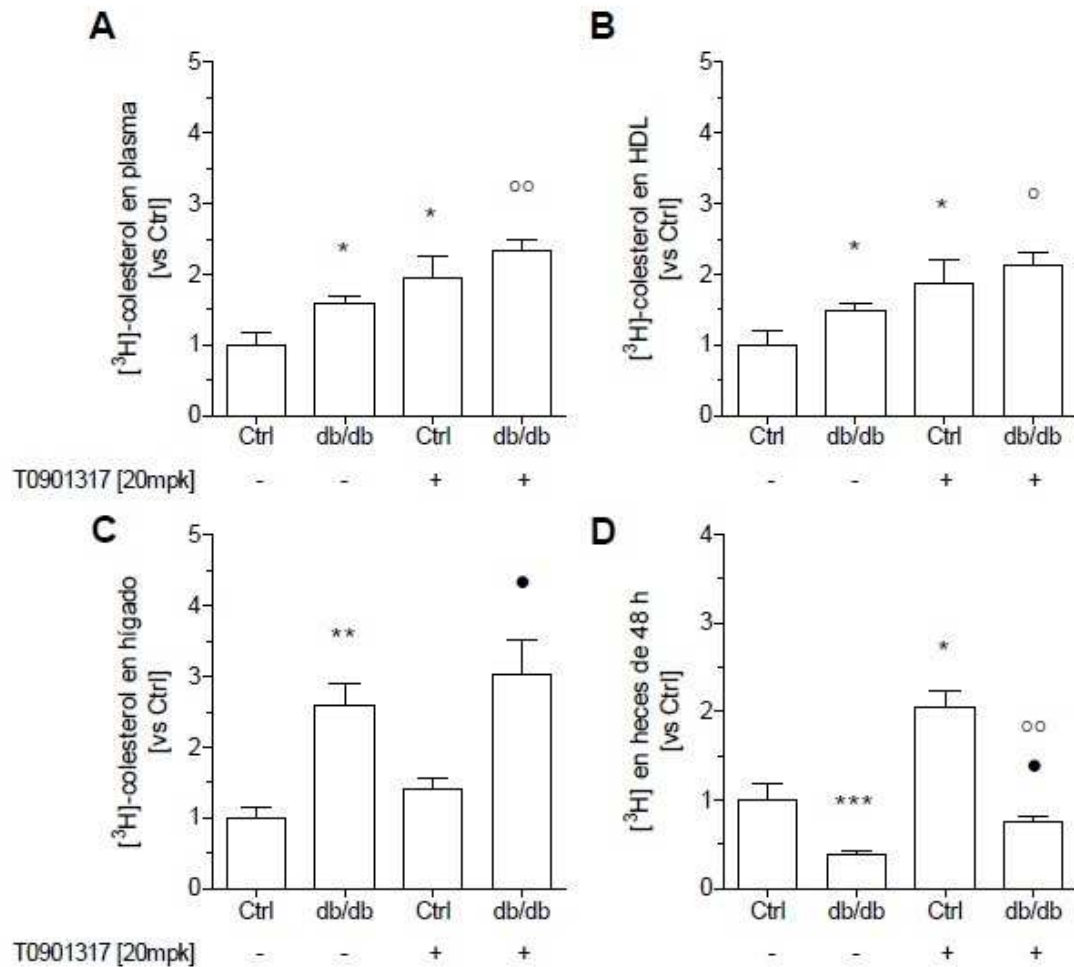 A
[³H]-colesterol en plasma
[vs Ctrl]
5
4
3
2
1
0
*
*
○○
Ctrl db/db Ctrl db/db
T0901317 [20mpk] - - + +
B
[³H]-colesterol en HDL
[vs Ctrl]
5
4
3
2
1
0
*
*
○
Ctrl db/db Ctrl db/db
- - + +
C
[³H]-colesterol en hígado
[vs Ctrl]
5
4
3
2
1
0
**
●
Ctrl db/db Ctrl db/db
T0901317 [20mpk] - - + +
D
[³H] en heces de 48 h
[vs Ctrl]
4
3
2
1
0
***
*
○○
●
Ctrl db/db Ctrl db/db
- - + +